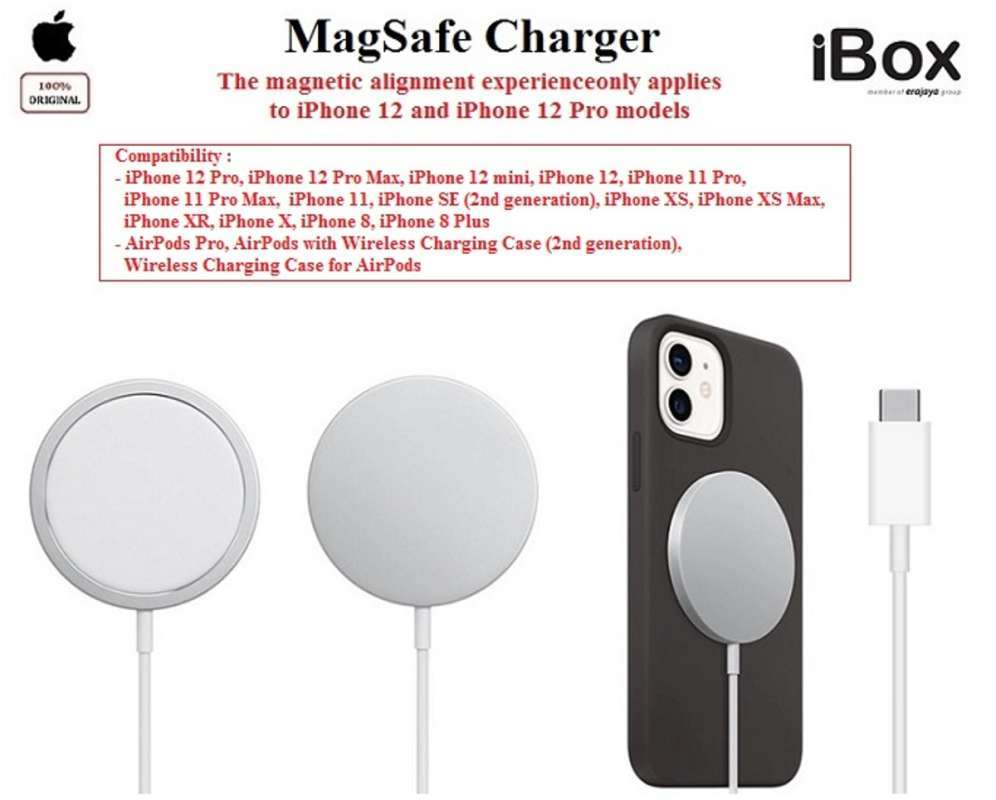 MagSafe Charger
iBox
member of erajaya group
100%
ORIGINAL
The magnetic alignment experienceonly applies
to iPhone 12 and iPhone 12 Pro models
Compatibility :
- iPhone 12 Pro, iPhone 12 Pro Max, iPhone 12 mini, iPhone 12, iPhone 11 Pro,
iPhone 11 Pro Max, iPhone 11, iPhone SE (2nd generation), iPhone XS, iPhone XS Max,
iPhone XR, iPhone X, iPhone 8, iPhone 8 Plus
- AirPods Pro, AirPods with Wireless Charging Case (2nd generation),
Wireless Charging Case for AirPods